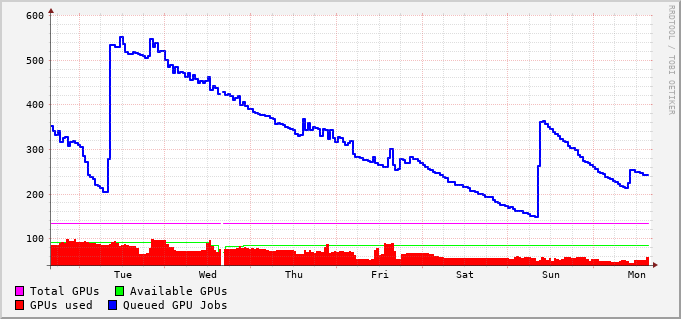 600
500
400
300
200
100
Tue Wed Thu Fri Sat Sun Mon
Total GPUs Available GPUs
GPUs used Queued GPU Jobs
RRDTOOL / TOBI OETIKER